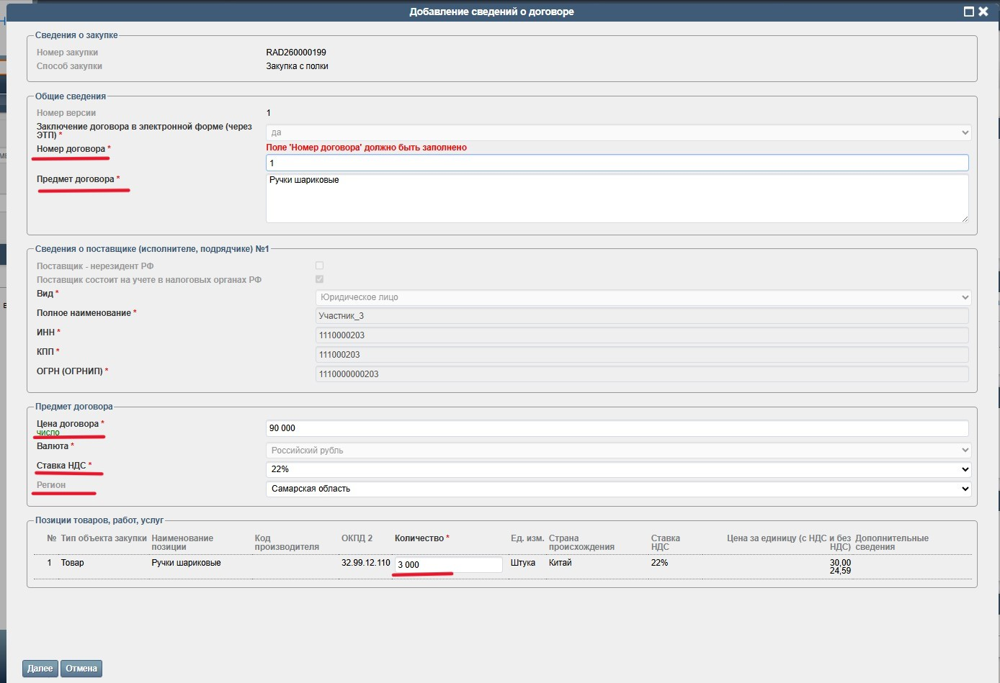 Добавление сведений о договоре
Сведения о закупке
Номер закупки RAD260000199
Способ закупки Закупка с полки
Общие сведения
Номер версии 1
Заключение договора в электронной форме (через
ЭТП) * да
Номер договора * Поле 'Номер договора' должно быть заполнено
1
Предмет договора * Ручки шариковые
Сведения о поставщике (исполнителе, подрядчике) №1
Поставщик - нерезидент РФ
Поставщик состоит на учете в налоговых органах РФ
Вид * Юридическое лицо
Полное наименование * Участник_3
ИНН * 1110000203
КПП * 111000203
ОГРН (ОГРНИП) * 1110000000203
Предмет договора
Цена договора * 90 000
число
Валюта * Российский рубль
Ставка НДС * 22%
Регион Самарская область
Позиции товаров, работ, услуг
№ Тип объекта закупки Наименование Код ОКПД 2 Количество * Ед. изм. Страна Ставка Цена за единицу (с НДС и без Дополнительные
позиции производителя происхождения НДС НДС) сведения
1 Товар Ручки шариковые 32.99.12.110 3 000 Штука Китай 22% 30,00
24,59
Далее Отмена